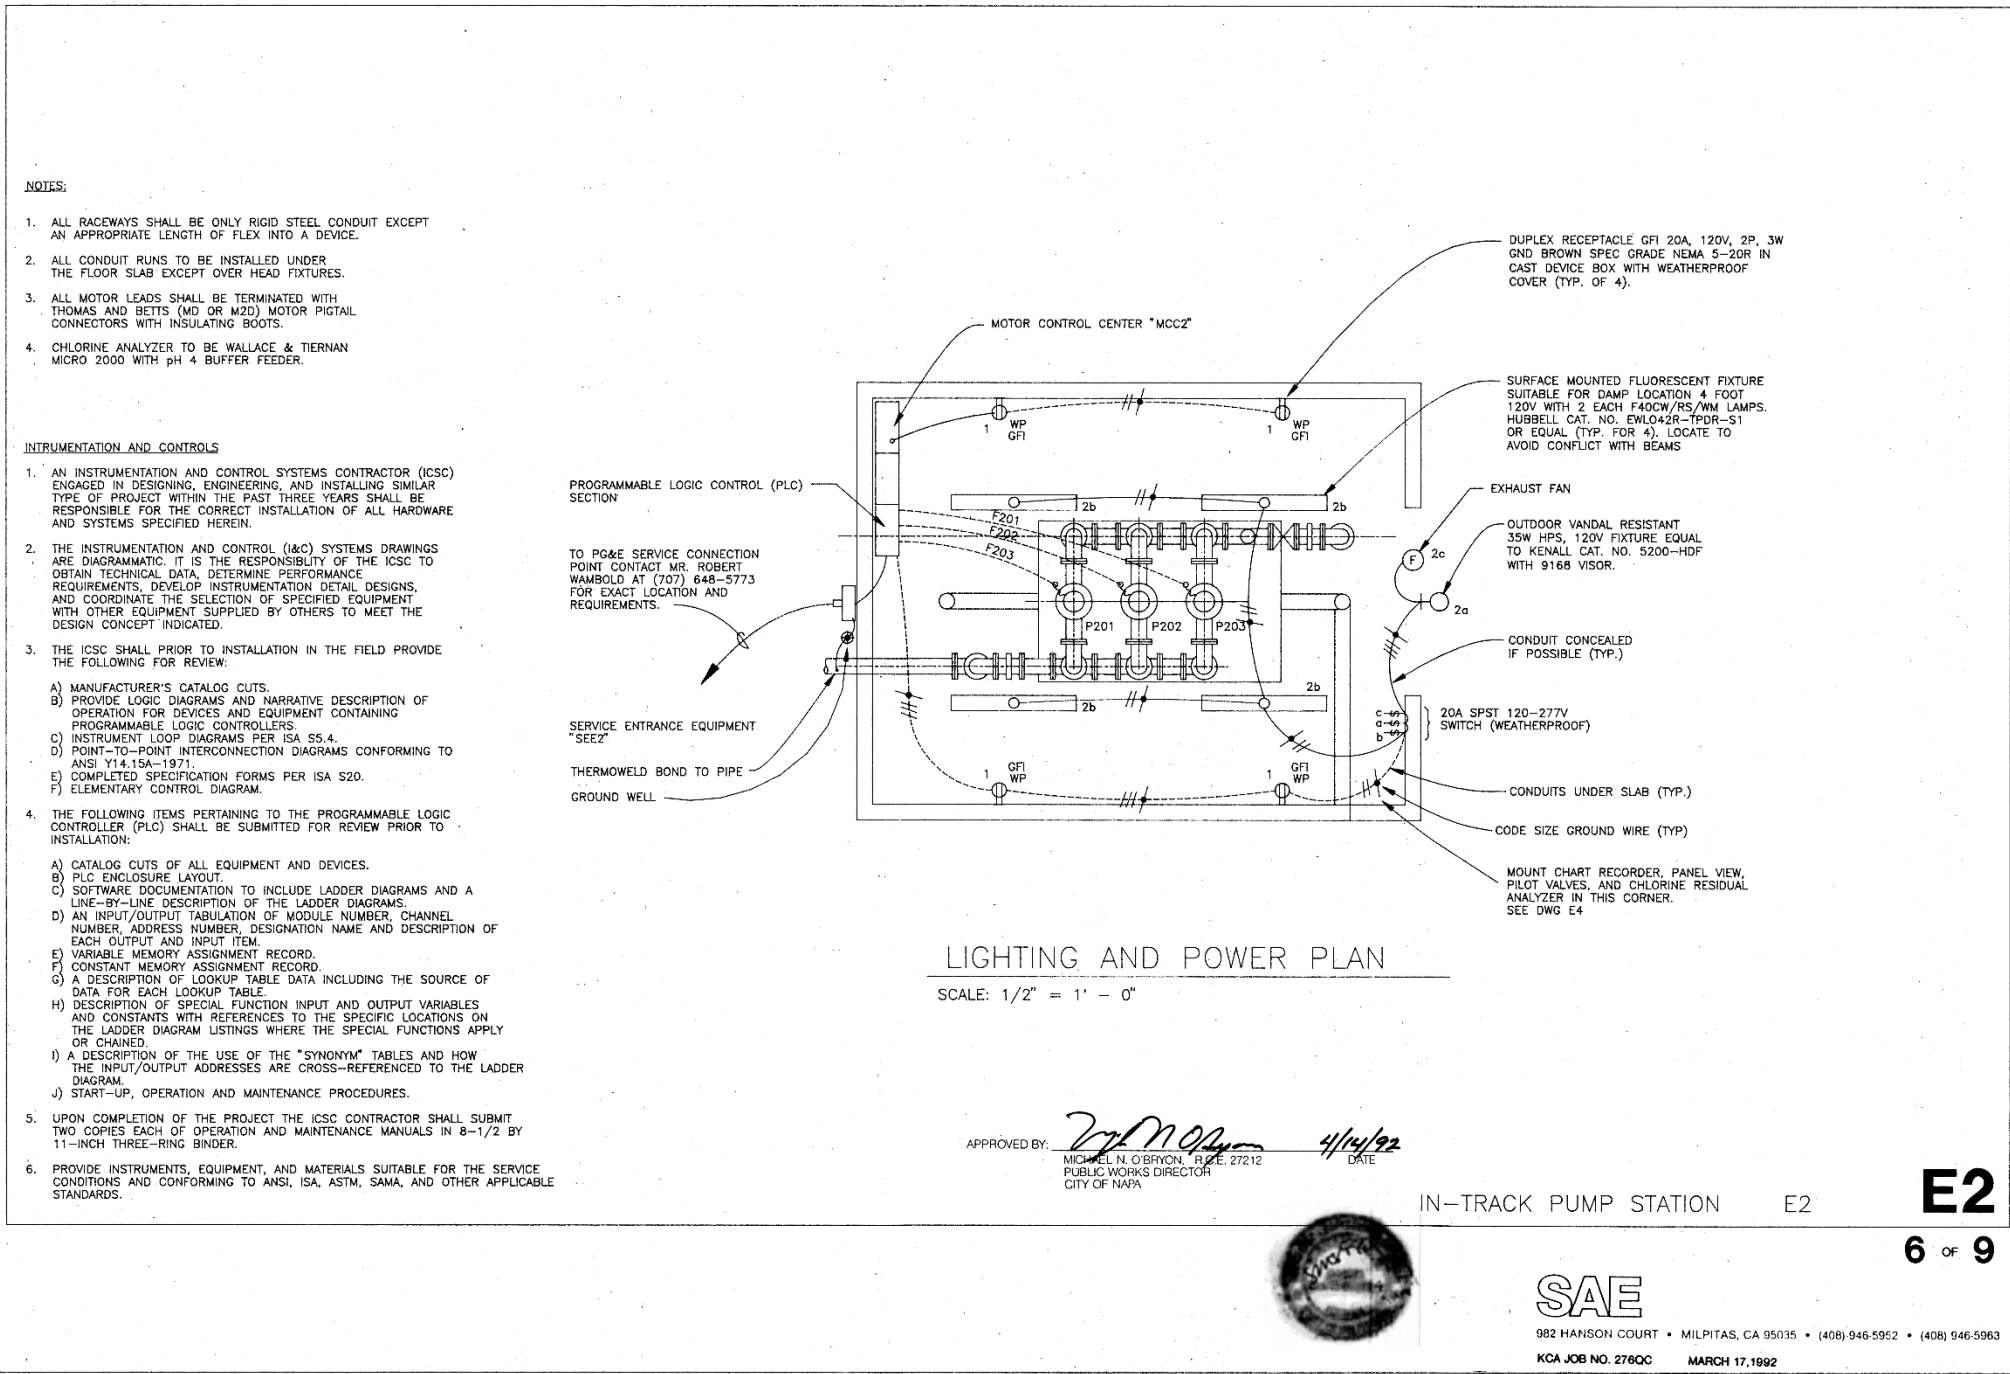 NOTES:
1. ALL RACEWAYS SHALL BE ONLY RIGID STEEL CONDUIT EXCEPT
AN APPROPRIATE LENGTH OF FLEX INTO A DEVICE.
2. ALL CONDUIT RUNS TO BE INSTALLED UNDER
THE FLOOR SLAB EXCEPT OVER HEAD FIXTURES.
3. ALL MOTOR LEADS SHALL BE TERMINATED WITH
THOMAS AND BETTS (MD OR M2D) MOTOR PIGTAIL
CONNECTORS WITH INSULATING BOOTS.
4. CHLORINE ANALYZER TO BE WALLACE & TIERNAN
MICRO 2000 WITH pH 4 BUFFER FEEDER.
INTRUMENTATION AND CONTROLS
1. AN INSTRUMENTATION AND CONTROL SYSTEMS CONTRACTOR (ICSC)
ENGAGED IN DESIGNING, ENGINEERING, AND INSTALLING SIMILAR
TYPE OF PROJECT WITHIN THE PAST THREE YEARS SHALL BE
RESPONSIBLE FOR THE CORRECT INSTALLATION OF ALL HARDWARE
AND SYSTEMS SPECIFIED HEREIN.
2. THE INSTRUMENTATION AND CONTROL (I&C) SYSTEMS DRAWINGS
ARE DIAGRAMMATIC. IT IS THE RESPONSIBLITY OF THE ICSC TO
OBTAIN TECHNICAL DATA, DETERMINE PERFORMANCE
REQUIREMENTS, DEVELOP INSTRUMENTATION DETAIL DESIGNS,
AND COORDINATE THE SELECTION OF SPECIFIED EQUIPMENT
WITH OTHER EQUIPMENT SUPPLIED BY OTHERS TO MEET THE
DESIGN CONCEPT INDICATED.
3. THE ICSC SHALL PRIOR TO INSTALLATION IN THE FIELD PROVIDE
THE FOLLOWING FOR REVIEW:
A) MANUFACTURER'S CATALOG CUTS.
B) PROVIDE LOGIC DIAGRAMS AND NARRATIVE DESCRIPTION OF
OPERATION FOR DEVICES AND EQUIPMENT CONTAINING
PROGRAMMABLE LOGIC CONTROLLERS.
C) INSTRUMENT LOOP DIAGRAMS PER ISA S5.4.
D) POINT-TO-POINT INTERCONNECTION DIAGRAMS CONFORMING TO
ANSI Y14.15A-1971.
E) COMPLETED SPECIFICATION FORMS PER ISA S20.
F) ELEMENTARY CONTROL DIAGRAM.
4. THE FOLLOWING ITEMS PERTAINING TO THE PROGRAMMABLE LOGIC
CONTROLLER (PLC) SHALL BE SUBMITTED FOR REVIEW PRIOR TO
INSTALLATION:
A) CATALOG CUTS OF ALL EQUIPMENT AND DEVICES.
B) PLC ENCLOSURE LAYOUT.
C) SOFTWARE DOCUMENTATION TO INCLUDE LADDER DIAGRAMS AND A
LINE-BY-LINE DESCRIPTION OF THE LADDER DIAGRAMS.
D) AN INPUT/OUTPUT TABULATION OF MODULE NUMBER, CHANNEL
NUMBER, ADDRESS NUMBER, DESIGNATION NAME AND DESCRIPTION OF
EACH OUTPUT AND INPUT ITEM.
E) VARIABLE MEMORY ASSIGNMENT RECORD.
F) CONSTANT MEMORY ASSIGNMENT RECORD.
G) A DESCRIPTION OF LOOKUP TABLE DATA INCLUDING THE SOURCE OF
DATA FOR EACH LOOKUP TABLE.
H) DESCRIPTION OF SPECIAL FUNCTION INPUT AND OUTPUT VARIABLES
AND CONSTANTS WITH REFERENCES TO THE SPECIFIC LOCATIONS ON
THE LADDER DIAGRAM LISTINGS WHERE THE SPECIAL FUNCTIONS APPLY
OR CHAINED.
I) A DESCRIPTION OF THE USE OF THE "SYNONYM" TABLES AND HOW
THE INPUT/OUTPUT ADDRESSES ARE CROSS-REFERENCED TO THE LADDER
DIAGRAM.
J) START-UP, OPERATION AND MAINTENANCE PROCEDURES.
5. UPON COMPLETION OF THE PROJECT THE ICSC CONTRACTOR SHALL SUBMIT
TWO COPIES EACH OF OPERATION AND MAINTENANCE MANUALS IN 8-1/2 BY
11-INCH THREE-RING BINDER.
6. PROVIDE INSTRUMENTS, EQUIPMENT, AND MATERIALS SUITABLE FOR THE SERVICE
CONDITIONS AND CONFORMING TO ANSI, ISA, ASTM, SAMA, AND OTHER APPLICABLE
STANDARDS.
MOTOR CONTROL CENTER "MCC2"
PROGRAMMABLE LOGIC CONTROL (PLC)
SECTION
TO PG&E SERVICE CONNECTION
POINT CONTACT MR. ROBERT
WAMBOLD AT (707) 648-5773
FOR EXACT LOCATION AND
REQUIREMENTS.
SERVICE ENTRANCE EQUIPMENT
"SEE2"
THERMOWELD BOND TO PIPE
GROUND WELL
1 WP
GFI
1 WP
GFI
2b
2b
F201
F202
F203
P201
P202
P203
2b
2b
1 GFI
WP
1 GFI
WP
F 2c
2a
c
a
b
DUPLEX RECEPTACLE GFI 20A, 120V, 2P, 3W
GND BROWN SPEC GRADE NEMA 5-20R IN
CAST DEVICE BOX WITH WEATHERPROOF
COVER (TYP. OF 4).
SURFACE MOUNTED FLUORESCENT FIXTURE
SUITABLE FOR DAMP LOCATION 4 FOOT
120V WITH 2 EACH F40CW/RS/WM LAMPS.
HUBBELL CAT. NO. EWLO42R-TPDR-S1
OR EQUAL (TYP. FOR 4). LOCATE TO
AVOID CONFLICT WITH BEAMS
EXHAUST FAN
OUTDOOR VANDAL RESISTANT
35W HPS, 120V FIXTURE EQUAL
TO KENALL CAT. NO. 5200-HDF
WITH 9168 VISOR.
CONDUIT CONCEALED
IF POSSIBLE (TYP.)
20A SPST 120-277V
SWITCH (WEATHERPROOF)
CONDUITS UNDER SLAB (TYP.)
CODE SIZE GROUND WIRE (TYP)
MOUNT CHART RECORDER, PANEL VIEW,
PILOT VALVES, AND CHLORINE RESIDUAL
ANALYZER IN THIS CORNER.
SEE DWG E4
LIGHTING AND POWER PLAN
SCALE: 1/2" = 1' - 0"
APPROVED BY: 4/14/92
MICHAEL N. O'BRYON, R.C.E. 27212 DATE
PUBLIC WORKS DIRECTOR
CITY OF NAPA
IN-TRACK PUMP STATION E2
E2
6 OF 9
SAE
982 HANSON COURT • MILPITAS, CA 95035 • (408) 946-5952 • (408) 946-5963
KCA JOB NO. 276QC MARCH 17, 1992